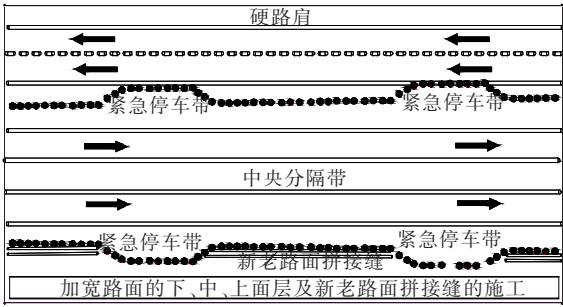 硬路肩
紧急停车带
紧急停车带
中央分隔带
紧急停车带
紧急停车带
新老路面拼接缝
加宽路面的下、中、上面层及新老路面拼接缝的施工